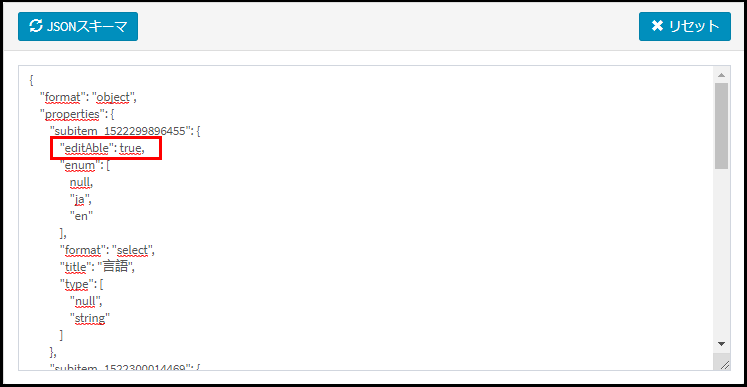 JSONスキーマ
リセット
{
"format": "object",
"properties": {
"subitem_1522299896455": {
"editAble": true,
"enum": [
null,
"ja",
"en"
],
"format": "select",
"title": "言語",
"type": [
"null",
"string"
]
},
"subitem_1522300014469": {